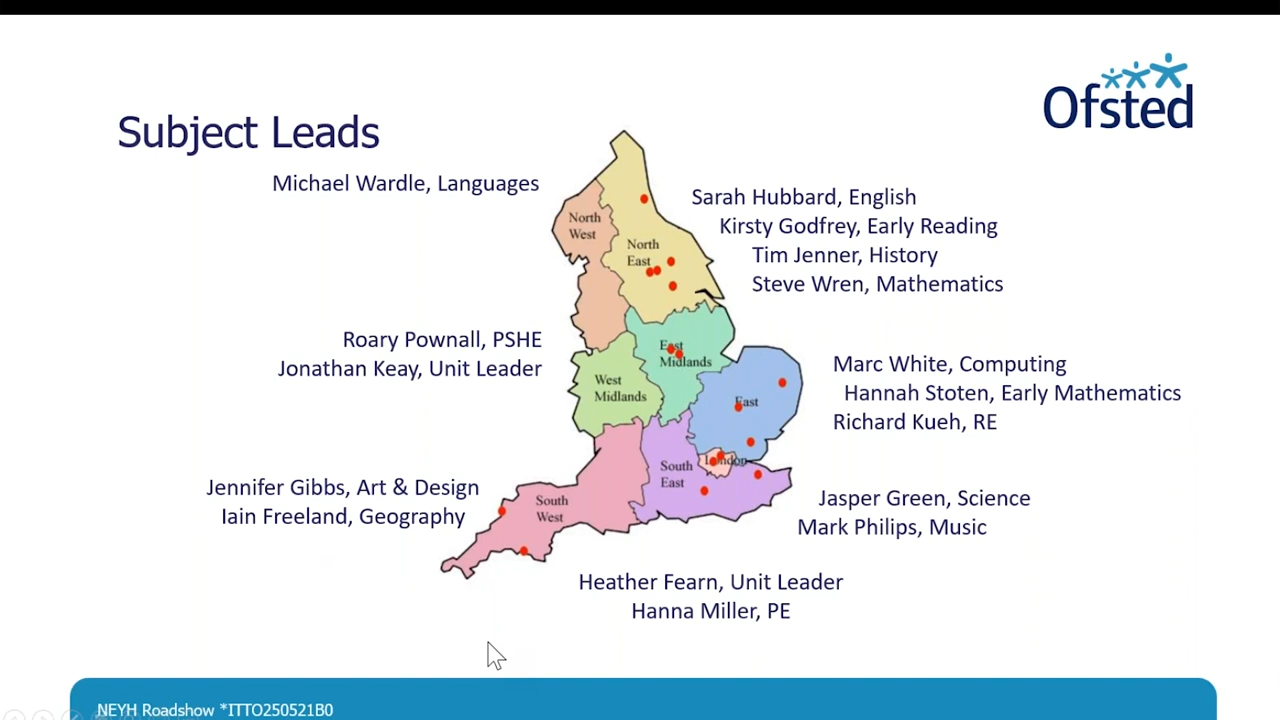 Ofsted
Subject Leads
Michael Wardle, Languages
Sarah Hubbard, English
Kirsty Godfrey, Early Reading
Tim Jenner, History
Steve Wren, Mathematics
North
West
North
East
Roary Pownall, PSHE
Jonathan Keay, Unit Leader
East
Midlands
West
Midlands
East
Marc White, Computing
Hannah Stoten, Early Mathematics
Richard Kueh, RE
London
South
East
South
West
Jennifer Gibbs, Art & Design
Iain Freeland, Geography
Jasper Green, Science
Mark Philips, Music
Heather Fearn, Unit Leader
Hanna Miller, PE
NEYH Roadshow *ITTO250521B0